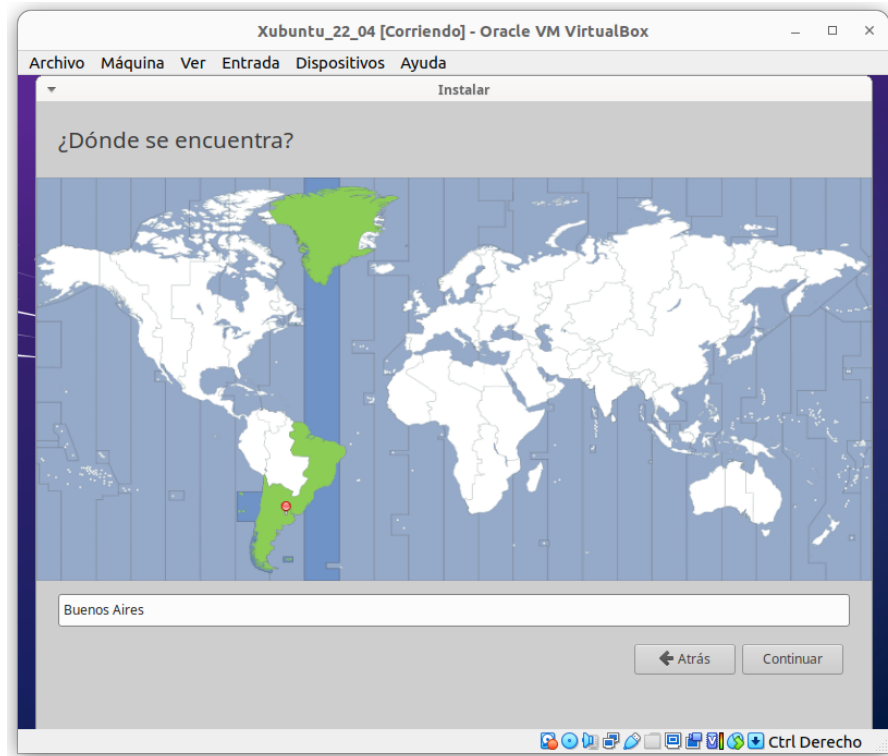 Xubuntu_22_04 [Corriendo] - Oracle VM VirtualBox
Archivo Máquina Ver Entrada Dispositivos Ayuda
Instalar
¿Dónde se encuentra?
Buenos Aires
Atrás Continuar
Ctrl Derecho